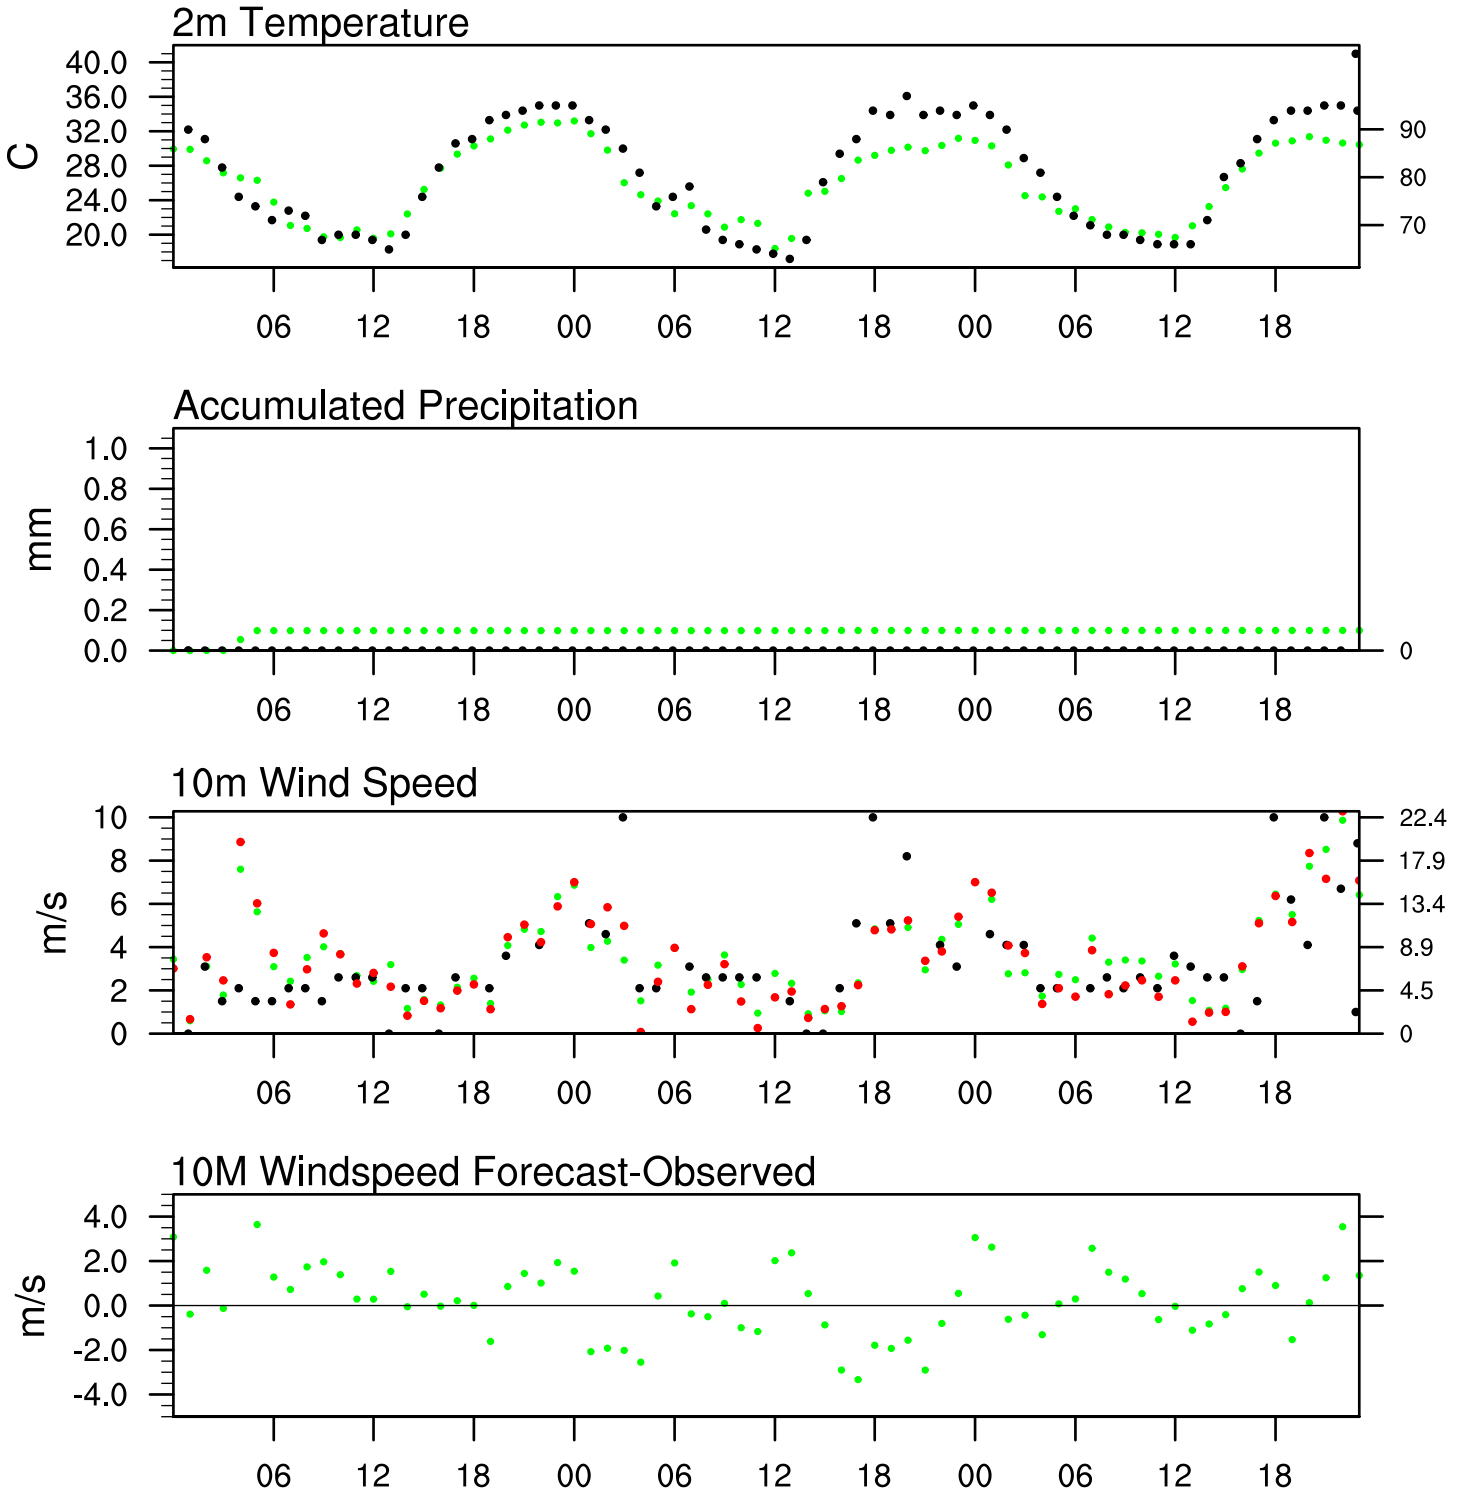 2m Temperature
C
40.0
36.0
32.0
28.0
24.0
20.0
90
80
70
06 12 18 00 06 12 18 00 06 12 18
Accumulated Precipitation
mm
1.0
0.8
0.6
0.4
0.2
0.0
0
06 12 18 00 06 12 18 00 06 12 18
10m Wind Speed
m/s
10
8
6
4
2
0
22.4
17.9
13.4
8.9
4.5
0
06 12 18 00 06 12 18 00 06 12 18
10M Windspeed Forecast-Observed
m/s
4.0
2.0
0.0
-2.0
-4.0
06 12 18 00 06 12 18 00 06 12 18